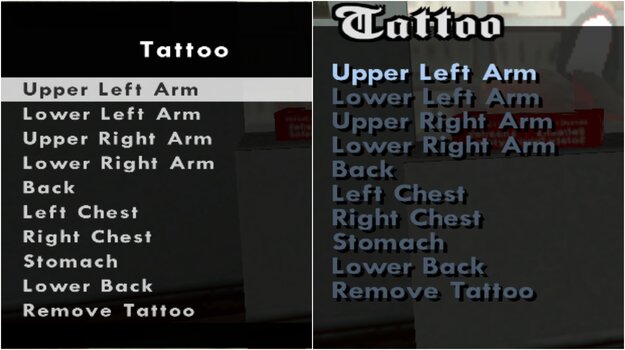 Tattoo
Upper Left Arm
Lower Left Arm
Upper Right Arm
Lower Right Arm
Back
Left Chest
Right Chest
Stomach
Lower Back
Remove Tattoo
Tattoo
Upper Left Arm
Lower Left Arm
Upper Right Arm
Lower Right Arm
Back
Left Chest
Right Chest
Stomach
Lower Back
Remove Tattoo